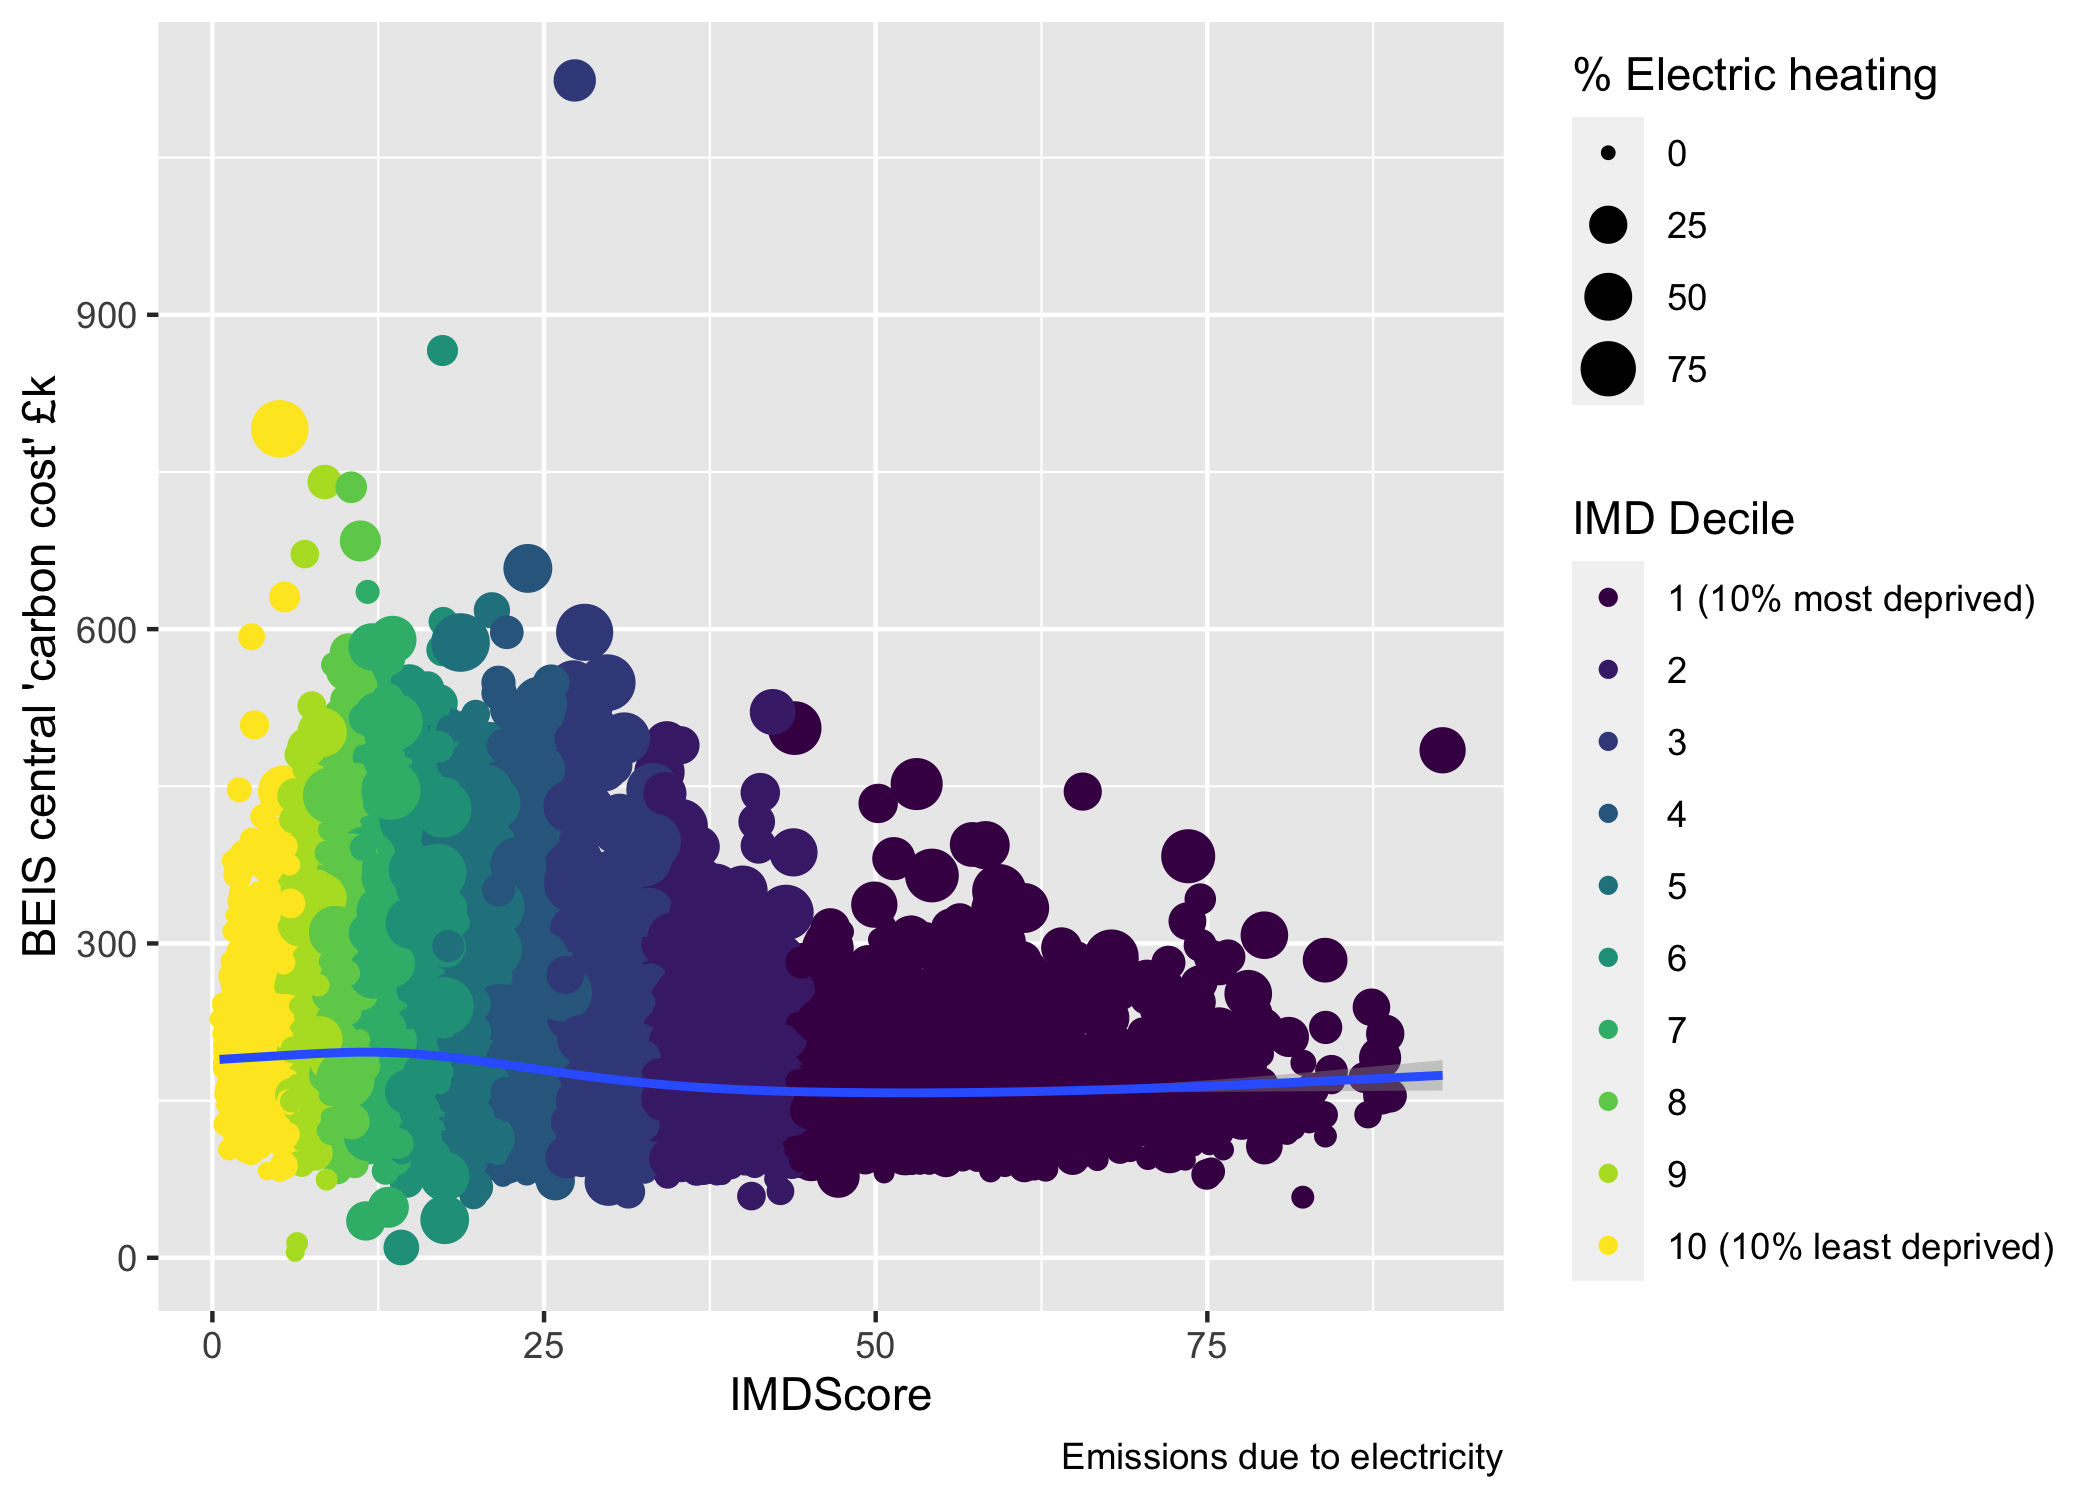 BEIS central 'carbon cost' £k
900
600
300
0
0
25
50
75
IMDScore
Emissions due to electricity
% Electric heating
0
25
50
75
IMD Decile
1 (10% most deprived)
2
3
4
5
6
7
8
9
10 (10% least deprived)